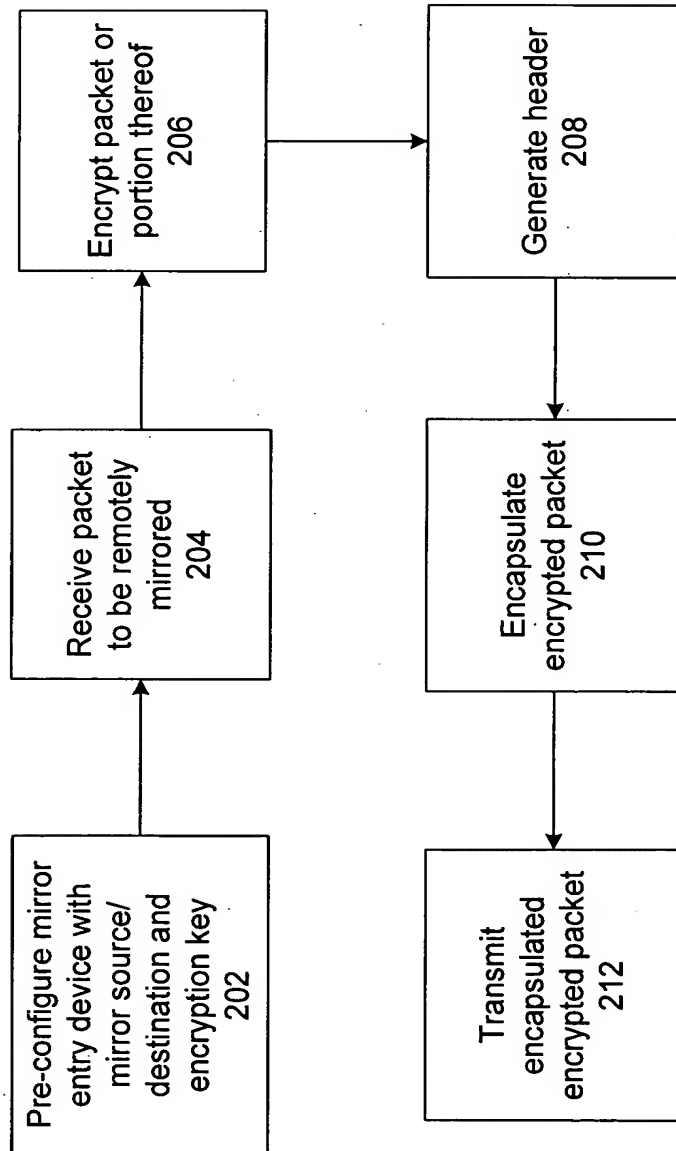 Pre-configure mirror
entry device with
mirror source/
destination and
encryption key
202
Receive packet
to be remotely
mirrored
204
Encrypt packet or
portion thereof
206
Generate header
208
Encapsulate
encrypted packet
210
Transmit
encapsulated
encrypted packet
212